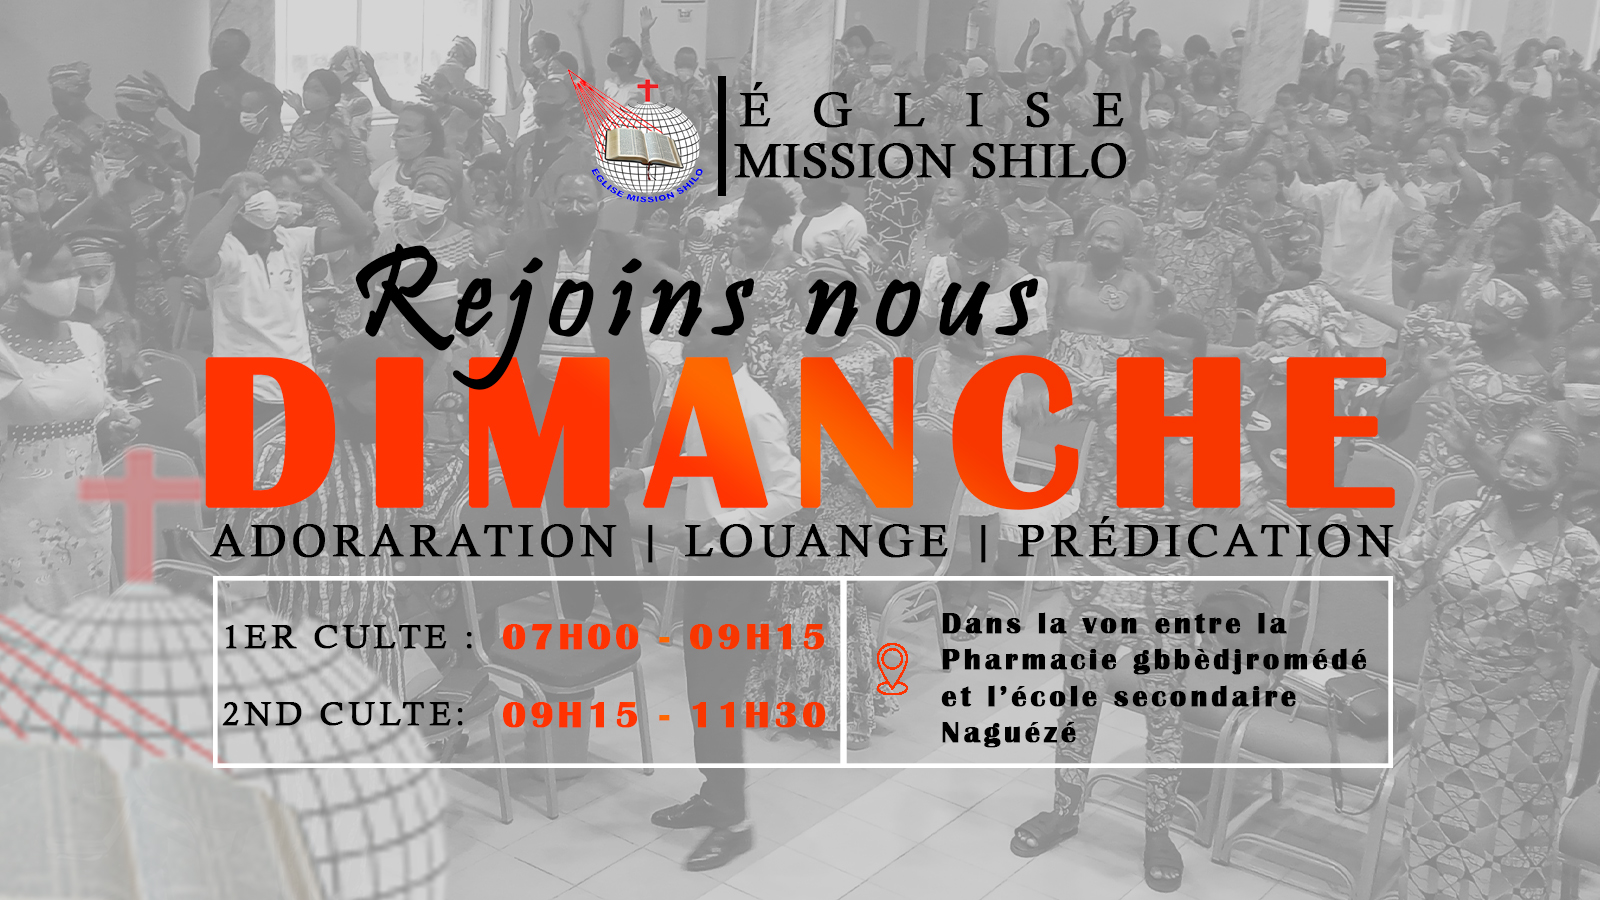 ÉGLISE
MISSION SHILO
EGLISE MISSION SHILO
Rejoins nous
DIMANCHE
ADORARATION | LOUANGE | PRÉDICATION
1ER CULTE : 07H00 - 09H15
2ND CULTE: 09H15 - 11H30
Dans la von entre la
Pharmacie gbbèdjromédé
et l'école secondaire
Naguézé